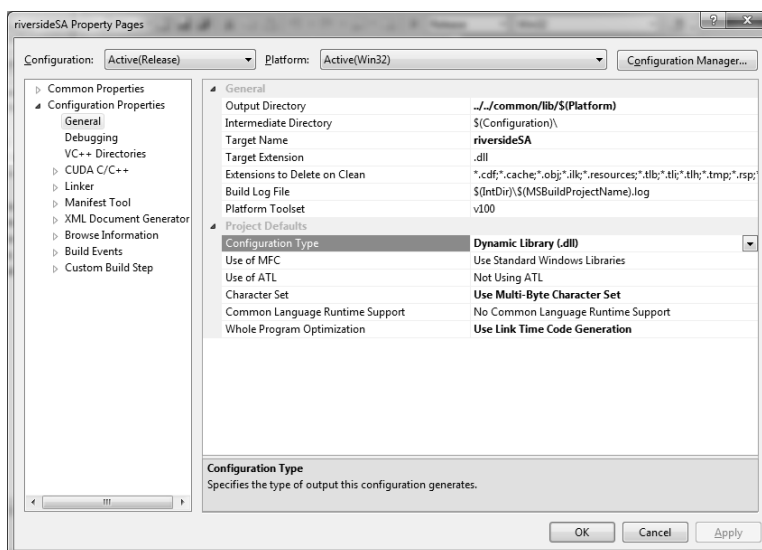 riversideSA Property Pages
Configuration: Active(Release) Platform: Active(Win32) Configuration Manager...
Common Properties
Configuration Properties
General
Debugging
VC++ Directories
CUDA C/C++
Linker
Manifest Tool
XML Document Generator
Browse Information
Build Events
Custom Build Step
General
Output Directory ../../common/lib/$(Platform)
Intermediate Directory $(Configuration)\
Target Name riversideSA
Target Extension .dll
Extensions to Delete on Clean *.cdf;*.cache;*.obj;*.ilk;*.resources;*.tlb;*.tli;*.tlh;*.tmp;*.rsp;
Build Log File $(IntDir)\$(MSBuildProjectName).log
Platform Toolset v100
Project Defaults
Configuration Type Dynamic Library (.dll)
Use of MFC Use Standard Windows Libraries
Use of ATL Not Using ATL
Character Set Use Multi-Byte Character Set
Common Language Runtime Support No Common Language Runtime Support
Whole Program Optimization Use Link Time Code Generation
Configuration Type
Specifies the type of output this configuration generates.
OK Cancel Apply